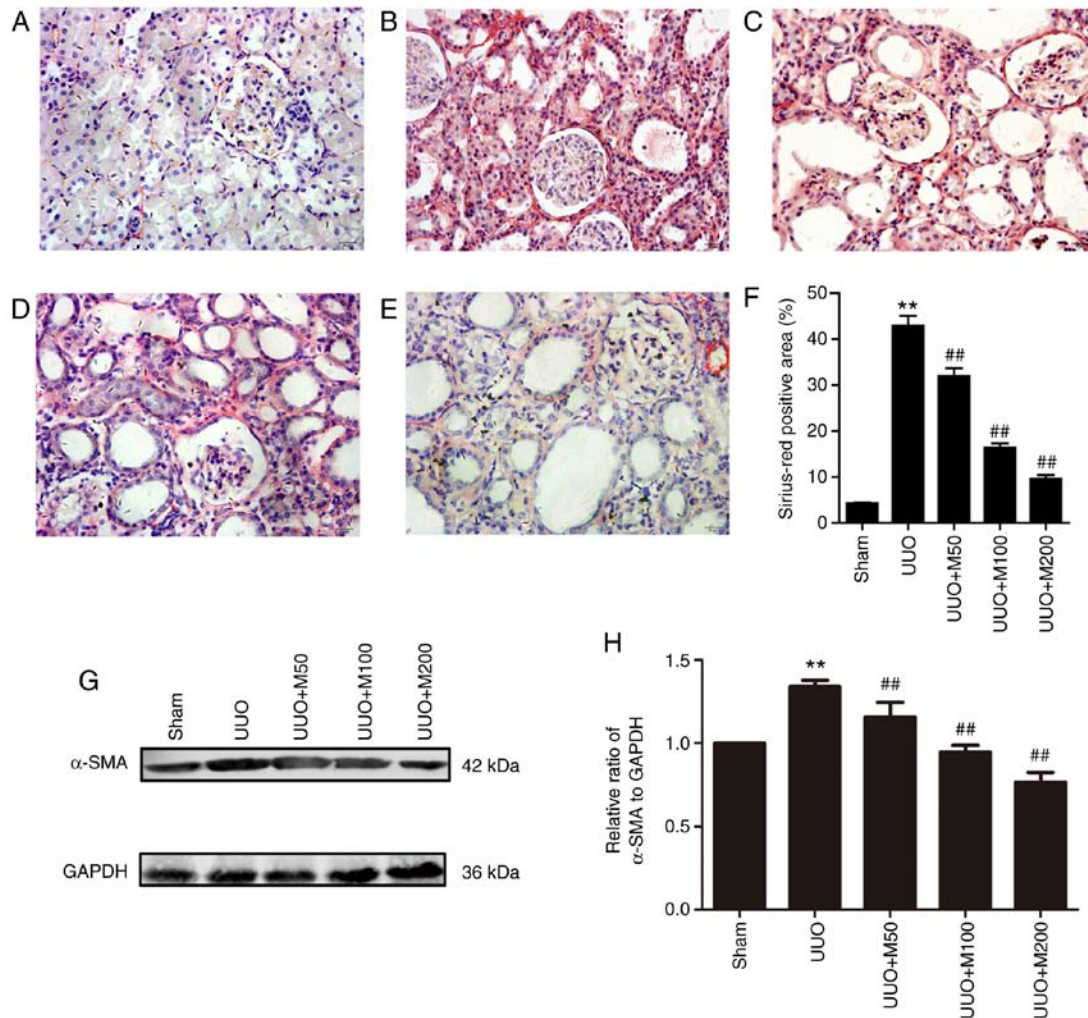 A
B
C
D
E
F
Sirius-red positive area (%)
50
40
30
20
10
0
**
##
##
##
Sham
UUO
UUO+M50
UUO+M100
UUO+M200
G
Sham
UUO
UUO+M50
UUO+M100
UUO+M200
α-SMA
42 kDa
GAPDH
36 kDa
H
Relative ratio of
α-SMA to GAPDH
1.5
1.0
0.5
0.0
**
##
##
##
Sham
UUO
UUO+M50
UUO+M100
UUO+M200